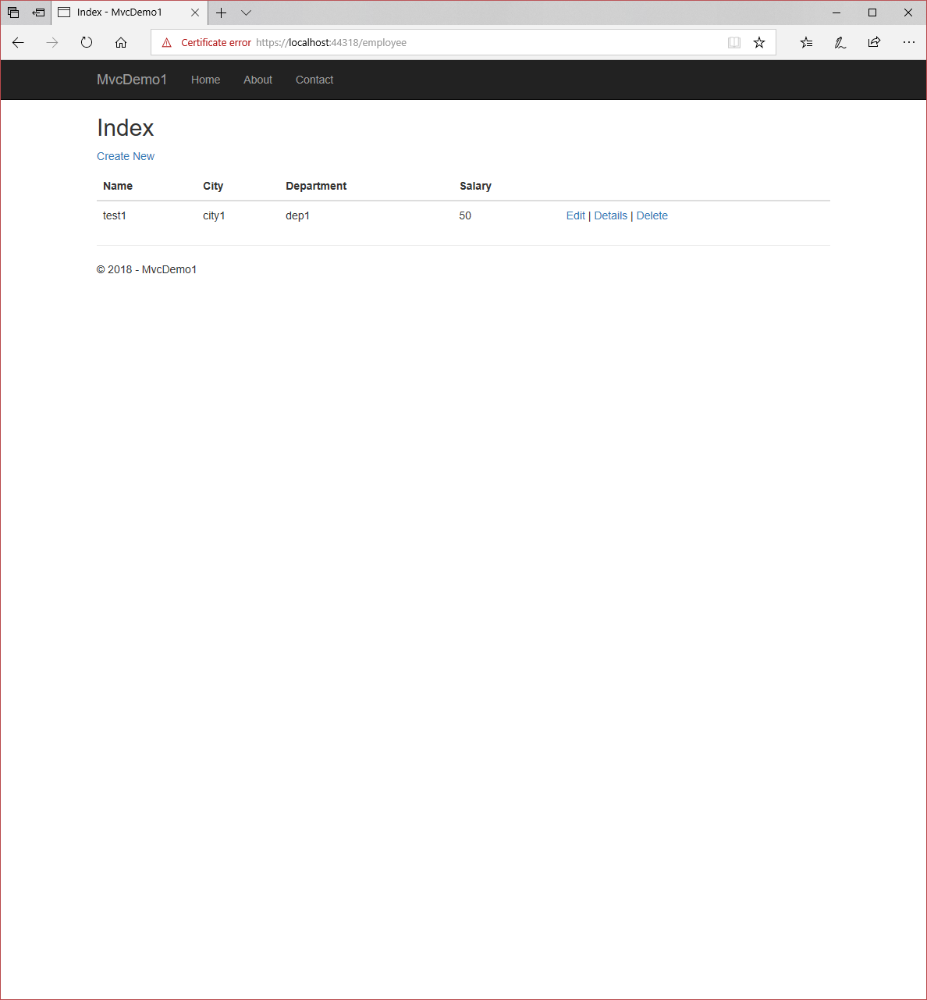 Index - MvcDemo1
Certificate error https://localhost:44318/employee
MvcDemo1 Home About Contact
Index
Create New
Name City Department Salary
test1 city1 dep1 50 Edit | Details | Delete
© 2018 - MvcDemo1